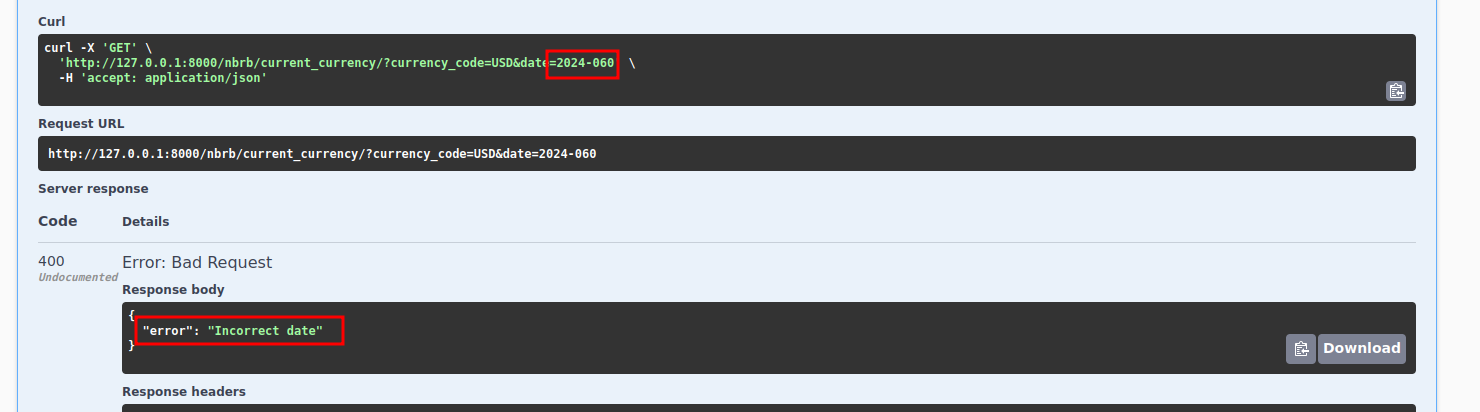 Curl
curl -X 'GET' \
'http://127.0.0.1:8000/nbrb/current_currency/?currency_code=USD&date=2024-060 \
-H 'accept: application/json'
Request URL
http://127.0.0.1:8000/nbrb/current_currency/?currency_code=USD&date=2024-060
Server response
Code Details
400 Error: Bad Request
Undocumented
Response body
{
"error": "Incorrect date"
}
Download
Response headers